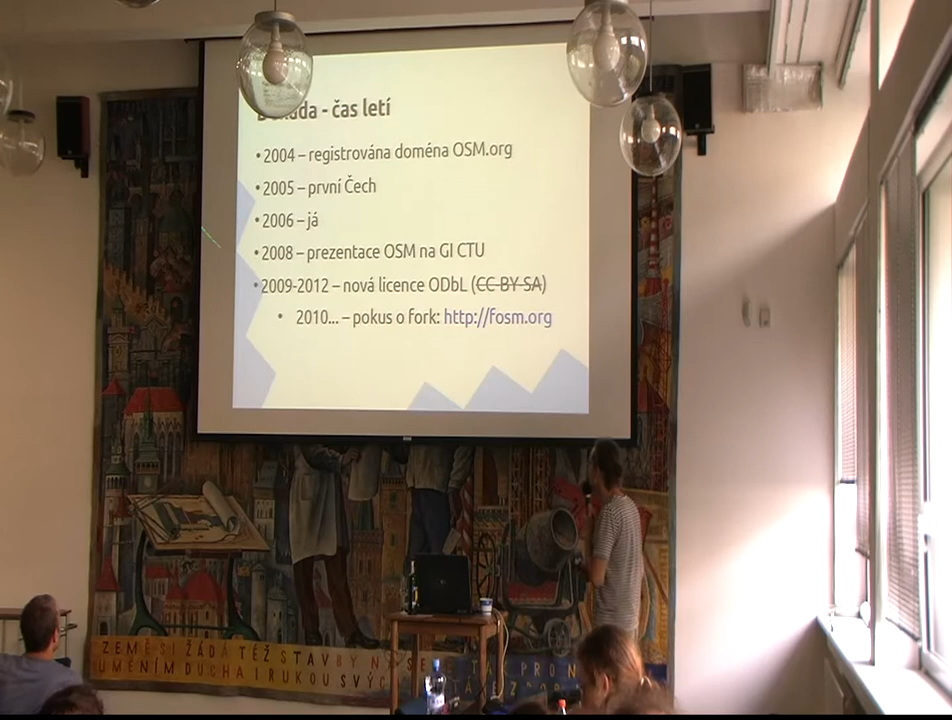 - čas letí
• 2004 – registrována doména OSM.org
• 2005 – první Čech
• 2006 – já
• 2008 – prezentace OSM na GI CTU
• 2009-2012 – nová licence ODbL (CC-BY-SA)
• 2010... – pokus o fork: http://fosm.org
ZEMĚ SI ŽÁDÁ TÉŽ STAVBY
UMĚNÍM DUCHA I RUKOU SVÝC